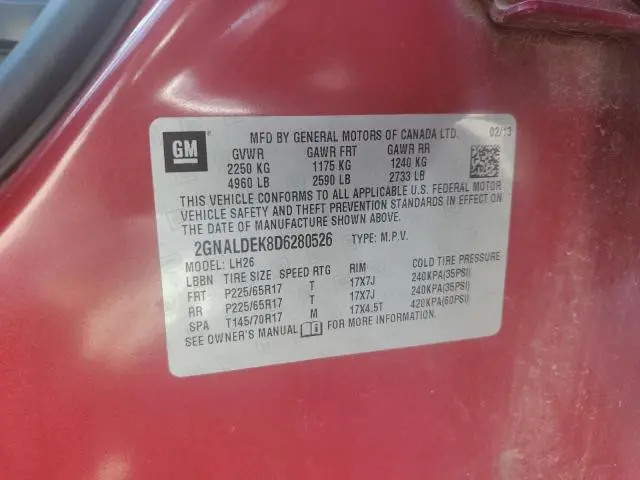 GM
MFD BY GENERAL MOTORS OF CANADA LTD. 02/13
GVWR GAWR FRT GAWR RR
2250 KG 1175 KG 1240 KG
4960 LB 2590 LB 2733 LB
THIS VEHICLE CONFORMS TO ALL APPLICABLE U.S. FEDERAL MOTOR
VEHICLE SAFETY AND THEFT PREVENTION STANDARDS IN EFFECT ON
THE DATE OF MANUFACTURE SHOWN ABOVE.
2GNALDEK8D6280526 TYPE: M.P.V.
MODEL: LH26
LBBN TIRE SIZE SPEED RTG RIM COLD TIRE PRESSURE
FRT P225/65R17 T 17X7J 240KPA(35PSI)
RR P225/65R17 T 17X7J 240KPA(35PSI)
SPA T145/70R17 M 17X4.5T 420KPA(60PSI)
SEE OWNER'S MANUAL FOR MORE INFORMATION.